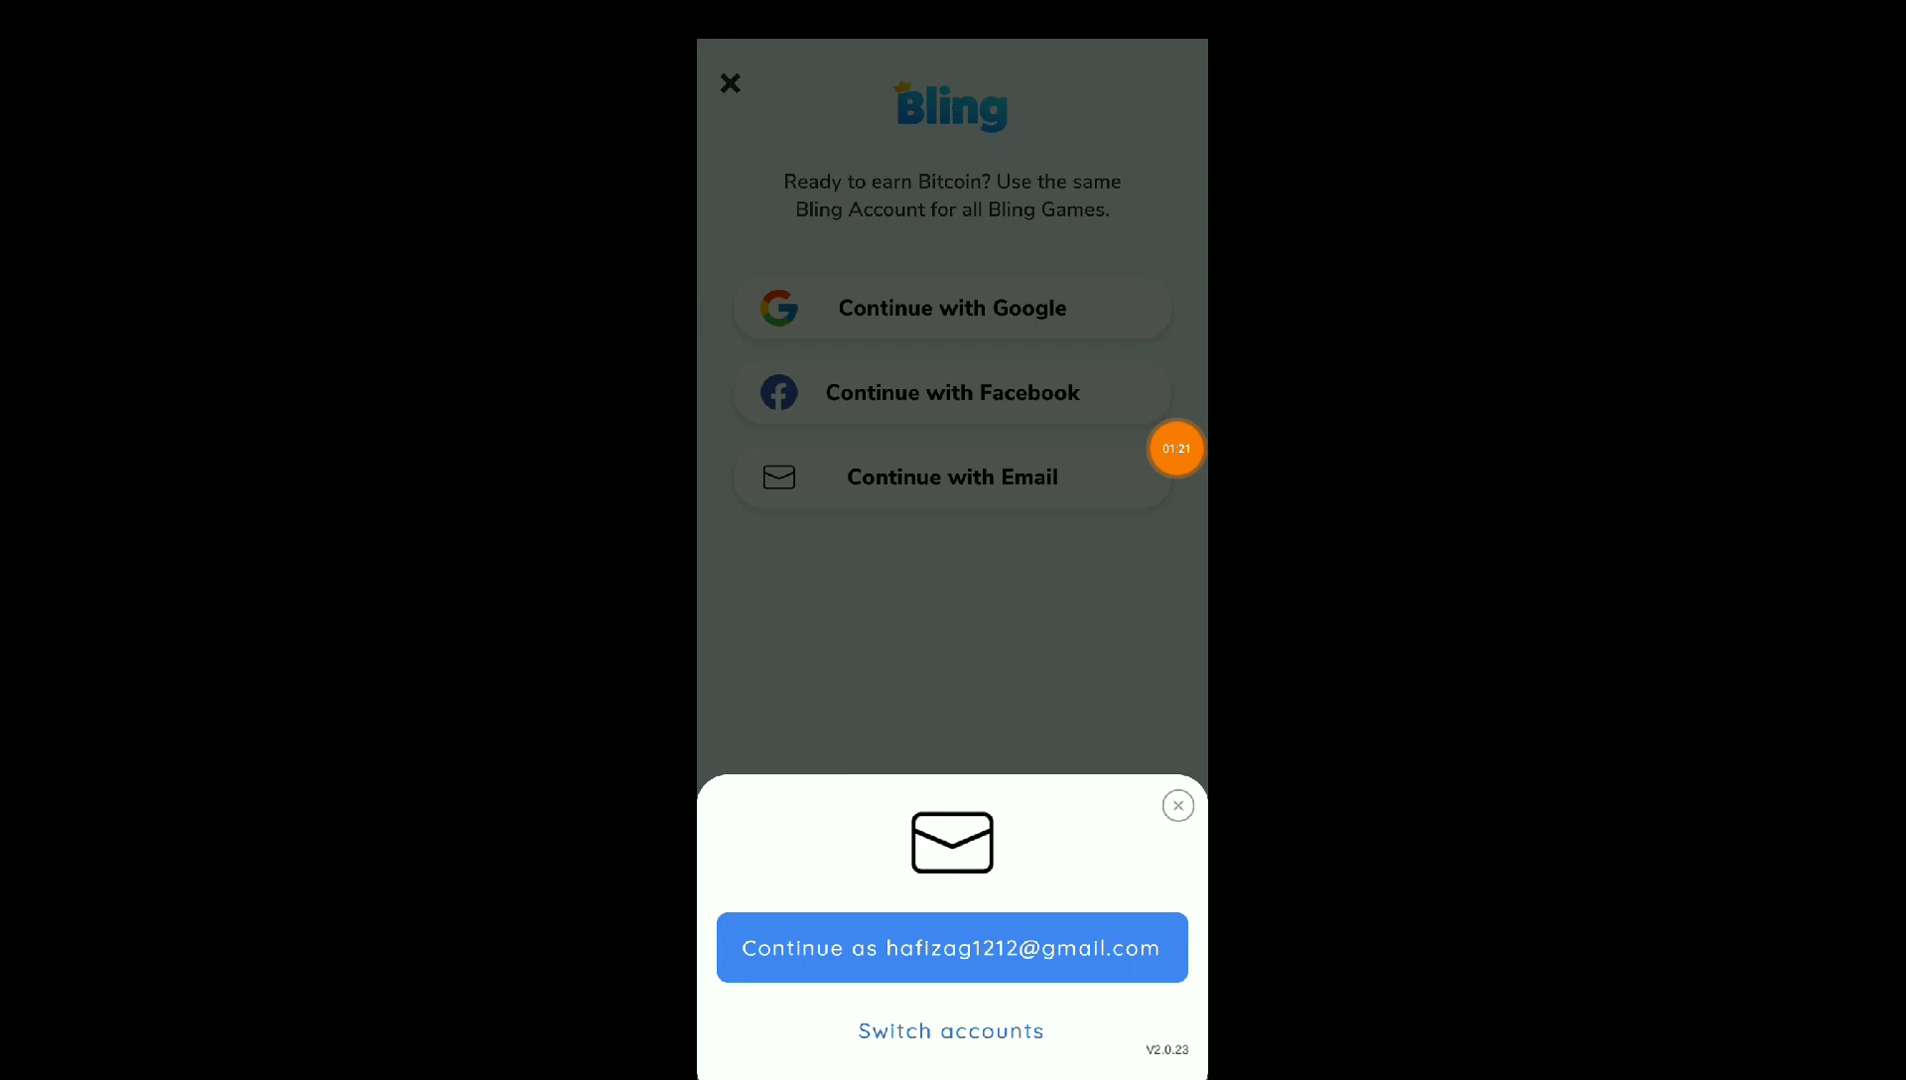 Bling
Ready to earn Bitcoin? Use the same
Bling Account for all Bling Games.
Continue with Google
Continue with Facebook
01:21
Continue with Email
Continue as hafizag1212@gmail.com
Switch accounts
V2.0.23